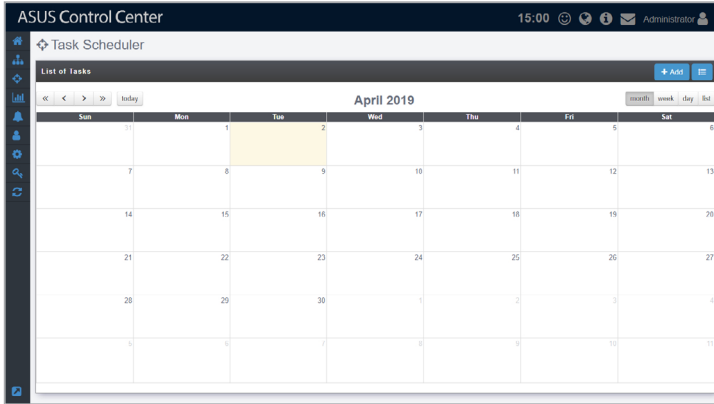 ASUS Control Center 15:00 Administrator
Task Scheduler
List of Tasks + Add
« < > » today April 2019 month week day list
Sun Mon Tue Wed Thu Fri Sat
31 1 2 3 4 5 6
7 8 9 10 11 12 13
14 15 16 17 18 19 20
21 22 23 24 25 26 27
28 29 30 1 2 3 4
5 6 7 8 9 10 11